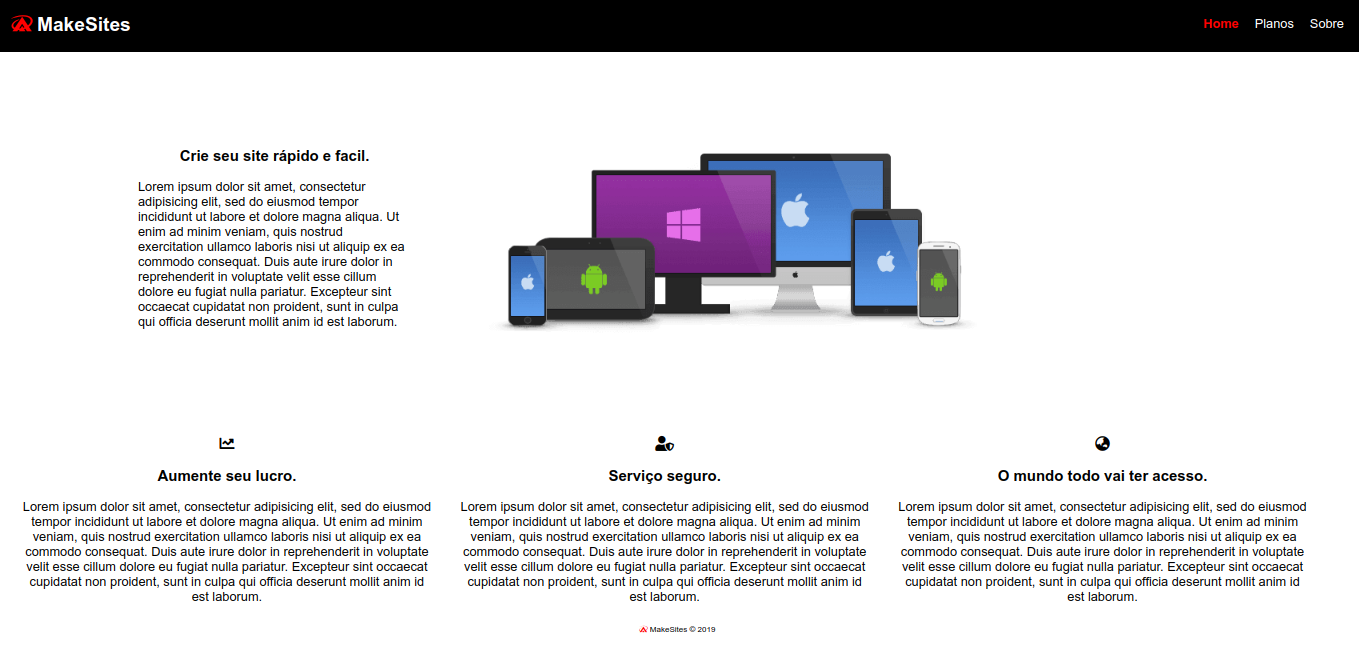 MakeSites
Home Planos Sobre
Crie seu site rápido e facil.
Lorem ipsum dolor sit amet, consectetur
adipisicing elit, sed do eiusmod tempor
incididunt ut labore et dolore magna aliqua. Ut
enim ad minim veniam, quis nostrud
exercitation ullamco laboris nisi ut aliquip ex ea
commodo consequat. Duis aute irure dolor in
reprehenderit in voluptate velit esse cillum
dolore eu fugiat nulla pariatur. Excepteur sint
occaecat cupidatat non proident, sunt in culpa
qui officia deserunt mollit anim id est laborum.
Aumente seu lucro.
Lorem ipsum dolor sit amet, consectetur adipisicing elit, sed do eiusmod
tempor incididunt ut labore et dolore magna aliqua. Ut enim ad minim
veniam, quis nostrud exercitation ullamco laboris nisi ut aliquip ex ea
commodo consequat. Duis aute irure dolor in reprehenderit in voluptate
velit esse cillum dolore eu fugiat nulla pariatur. Excepteur sint occaecat
cupidatat non proident, sunt in culpa qui officia deserunt mollit anim id
est laborum.
Serviço seguro.
Lorem ipsum dolor sit amet, consectetur adipisicing elit, sed do eiusmod
tempor incididunt ut labore et dolore magna aliqua. Ut enim ad minim
veniam, quis nostrud exercitation ullamco laboris nisi ut aliquip ex ea
commodo consequat. Duis aute irure dolor in reprehenderit in voluptate
velit esse cillum dolore eu fugiat nulla pariatur. Excepteur sint occaecat
cupidatat non proident, sunt in culpa qui officia deserunt mollit anim id
est laborum.
O mundo todo vai ter acesso.
Lorem ipsum dolor sit amet, consectetur adipisicing elit, sed do eiusmod
tempor incididunt ut labore et dolore magna aliqua. Ut enim ad minim
veniam, quis nostrud exercitation ullamco laboris nisi ut aliquip ex ea
commodo consequat. Duis aute irure dolor in reprehenderit in voluptate
velit esse cillum dolore eu fugiat nulla pariatur. Excepteur sint occaecat
cupidatat non proident, sunt in culpa qui officia deserunt mollit anim id
est laborum.
MakeSites © 2019